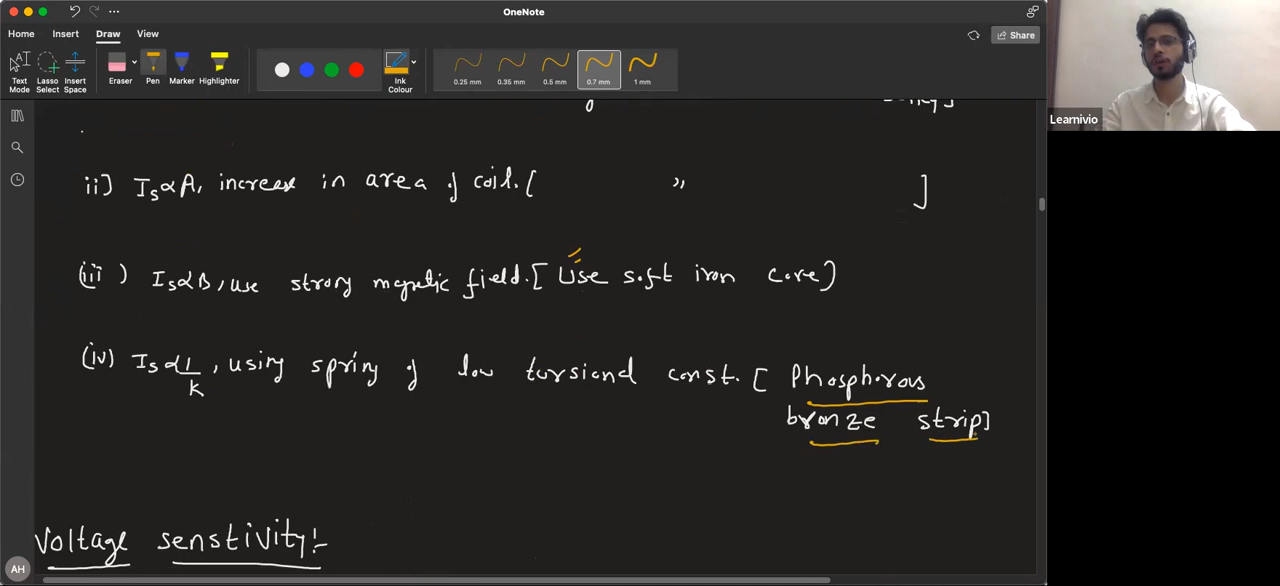 OneNote
Home Insert Draw View
Share
Text Mode
Lasso Select
Insert Space
Eraser
Pen
Marker
Highlighter
Ink Colour
0.25 mm
0.35 mm
0.5 mm
0.7 mm
1 mm
Learnivio
ii] Is∝A, increase in area of coil. [ " ]
(iii) Is∝B, use strong magnetic field. [ Use soft iron core)
(iv) Is∝1/k, using spring of low torsional const. [ Phosphorous
bronze strip]
Voltage senstivity:-
AH